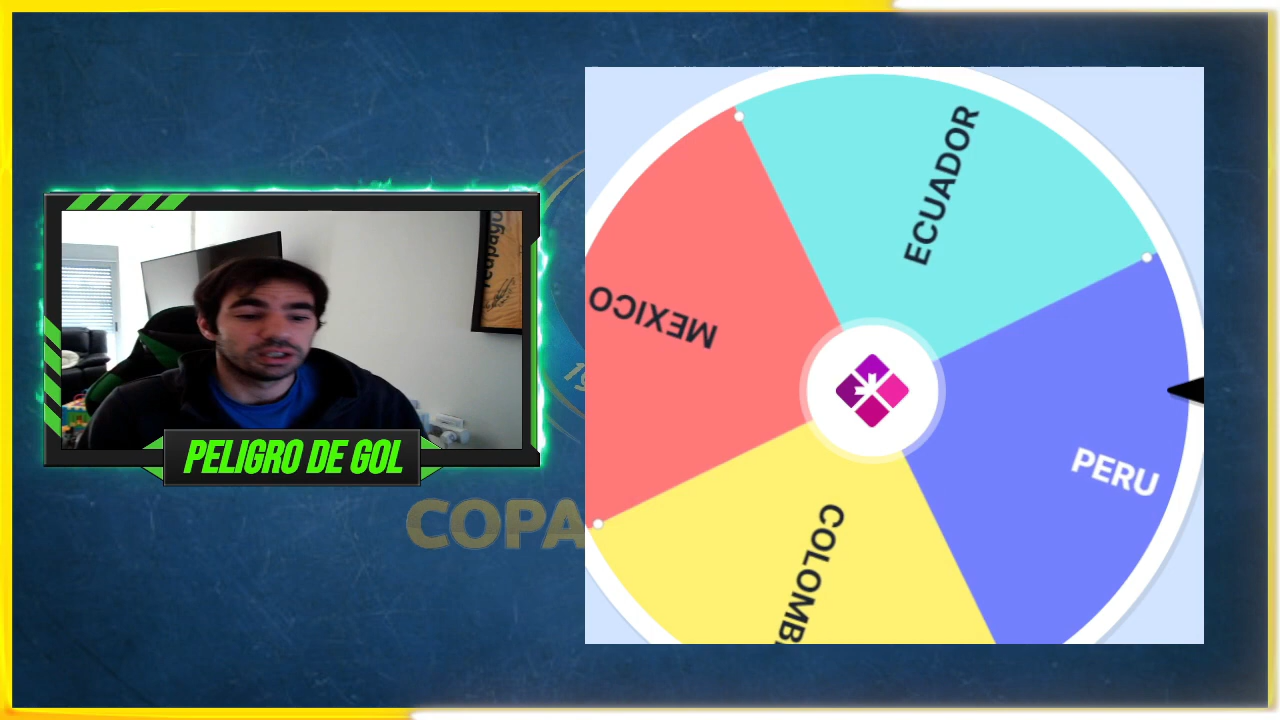 PELIGRO DE GOL
COPA
ECUADOR
MEXICO
PERU
COLOMB